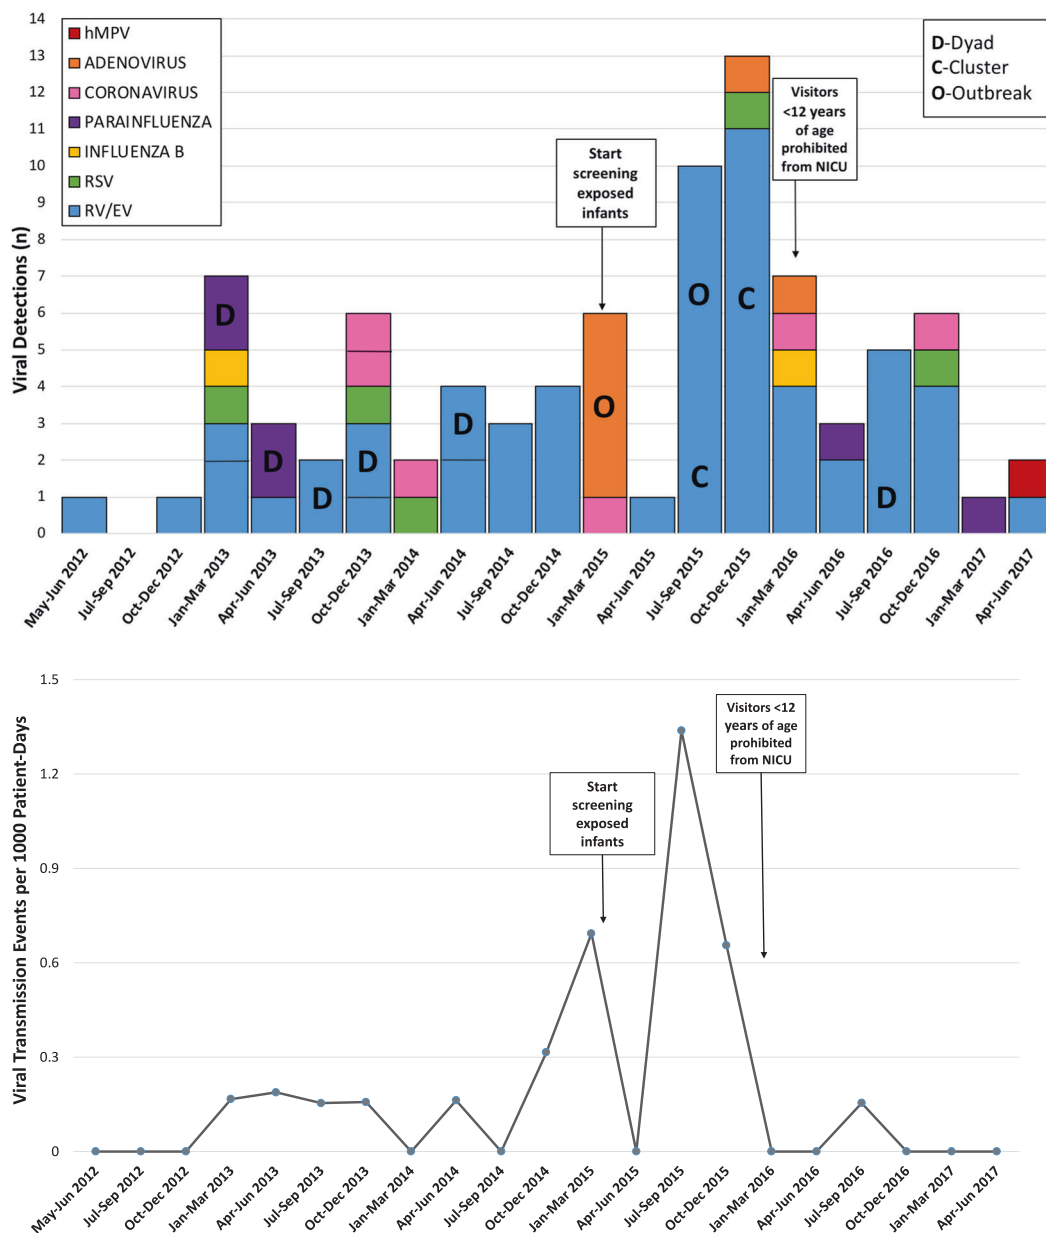 14
13
12
11
10
9
8
7
6
5
4
3
2
1
0
Viral Detections (n)
hMPV
ADENOVIRUS
CORONAVIRUS
PARAINFLUENZA
INFLUENZA B
RSV
RV/EV
D-Dyad
C-Cluster
O-Outbreak
Start
screening
exposed
infants
Visitors
<12 years
of age
prohibited
from NICU
D
D
D
D
D
O
O
C
C
D
May-Jun 2012
Jul-Sep 2012
Oct-Dec 2012
Jan-Mar 2013
Apr-Jun 2013
Jul-Sep 2013
Oct-Dec 2013
Jan-Mar 2014
Apr-Jun 2014
Jul-Sep 2014
Oct-Dec 2014
Jan-Mar 2015
Apr-Jun 2015
Jul-Sep 2015
Oct-Dec 2015
Jan-Mar 2016
Apr-Jun 2016
Jul-Sep 2016
Oct-Dec 2016
Jan-Mar 2017
Apr-Jun 2017
1.5
1.2
0.9
0.6
0.3
0
Viral Transmission Events per 1000 Patient-Days
Start
screening
exposed
infants
Visitors <12
years of age
prohibited
from NICU
May-Jun 2012
Jul-Sep 2012
Oct-Dec 2012
Jan-Mar 2013
Apr-Jun 2013
Jul-Sep 2013
Oct-Dec 2013
Jan-Mar 2014
Apr-Jun 2014
Jul-Sep 2014
Oct-Dec 2014
Jan-Mar 2015
Apr-Jun 2015
Jul-Sep 2015
Oct-Dec 2015
Jan-Mar 2016
Apr-Jun 2016
Jul-Sep 2016
Oct-Dec 2016
Jan-Mar 2017
Apr-Jun 2017